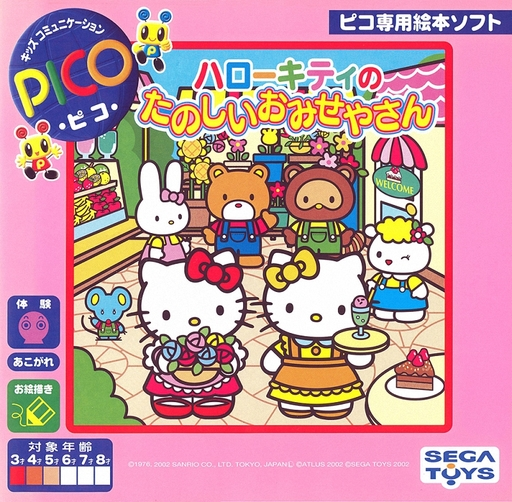 キッズ コミュニケーション
PICO
・ピコ・
P
P
ピコ専用絵本ソフト
ハローキティの
たのしいおみせやさん
WELCOME
体験
あこがれ
お絵描き
対象年齢
3才 4才 5才 6才 7才 8才
©1976, 2002 SANRIO CO., LTD. TOKYO, JAPAN Ⓛ ©ATLUS 2002 ©SEGA TOYS 2002
SEGA
TOYS